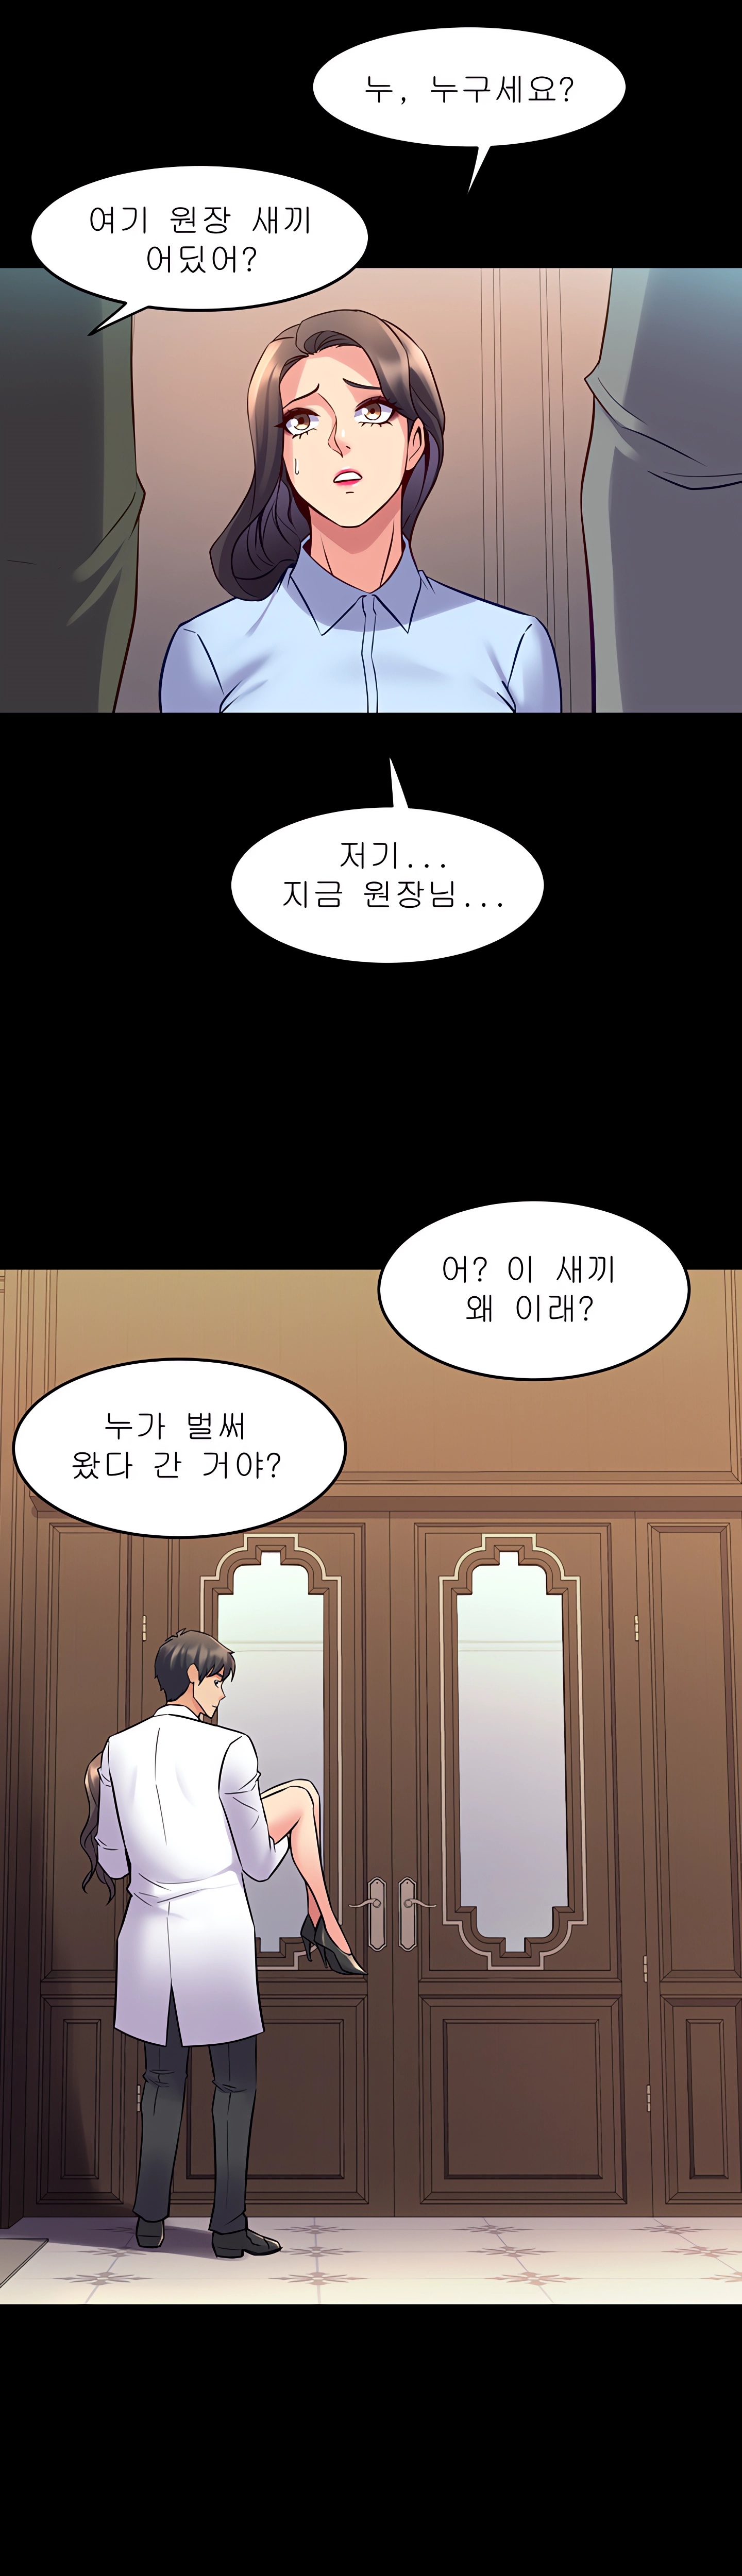 누, 누구세요?
여기 원장 새끼
어딨어?
저기...
지금 원장님...
어? 이 새끼
왜 이래?
누가 벌써
왔다 간 거야?